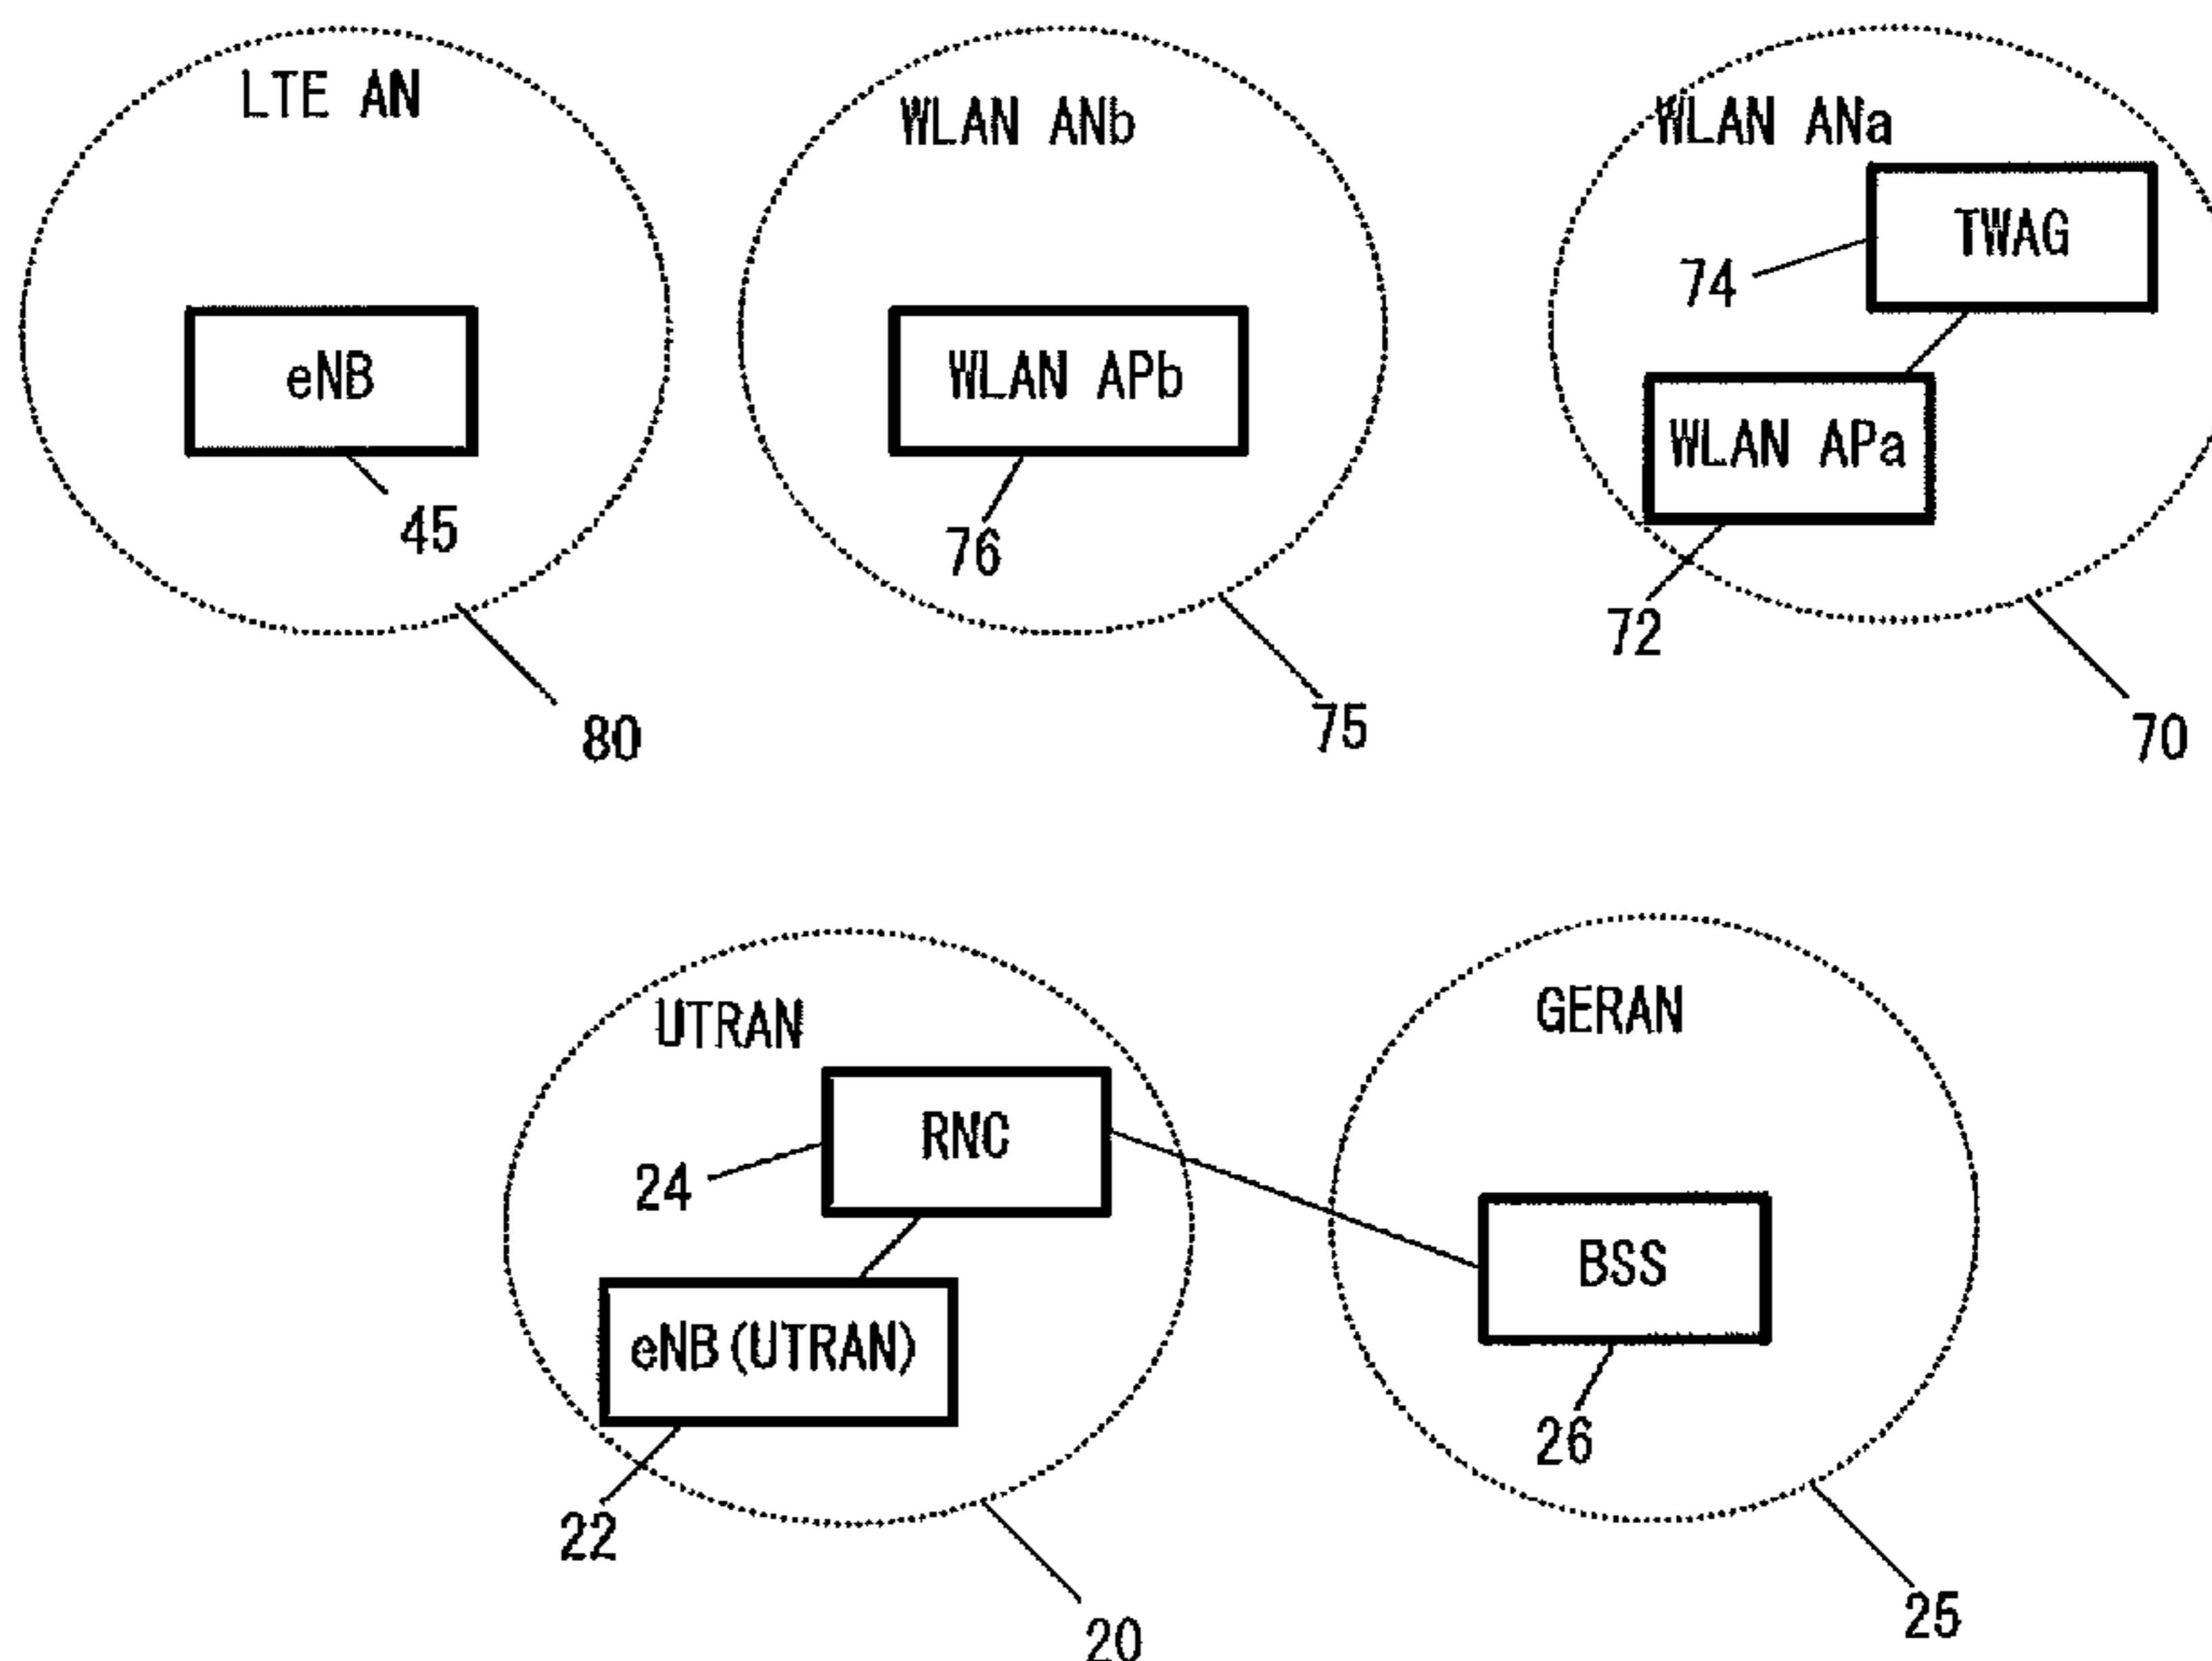 LTE AN
WLAN ANb
WLAN ANa
TWAG
74
eNB
WLAN APb
WLAN APa
45
76
72
80
75
70
UTRAN
GERAN
RNC
24
BSS
eNB(UTRAN)
26
22
20
25